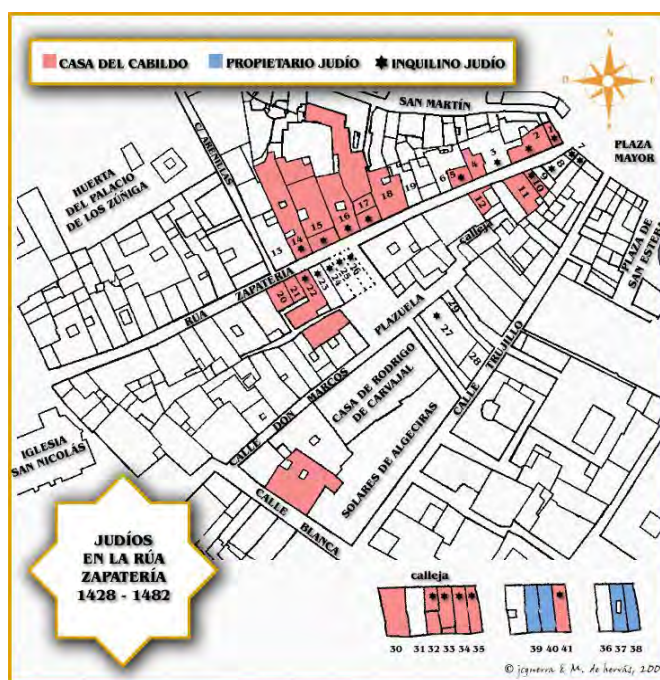 CASA DEL CABILDO
PROPIETARIO JUDÍO
INQUILINO JUDÍO
N
E
S
SAN MARTÍN
PLAZA
MAYOR
C/ ARENILLAS
HUERTA
DEL PALACIO
DE LOS ZÚÑIGA
1
2
3
4
5
6
7
8
9
10
11
12
calleja
13
14
15
16
17
18
19
20
21
22
23
24
25
26
RÚA ZAPATERÍA
PLAZA DE
SAN ESTEBAN
PLAZUELA
27
28
29
CALLE TRUJILLO
CALLE DON MARCOS
CASA DE RODRIGO
DE CARVAJAL
SOLARES DE ALGECIRAS
IGLESIA
SAN NICOLÁS
CALLE BLANCA
JUDÍOS
EN LA RÚA
ZAPATERÍA
1428 - 1482
calleja
30 31 32 33 34 35
39 40 41
36 37 38
© jcguerra & M. de hervás, 200